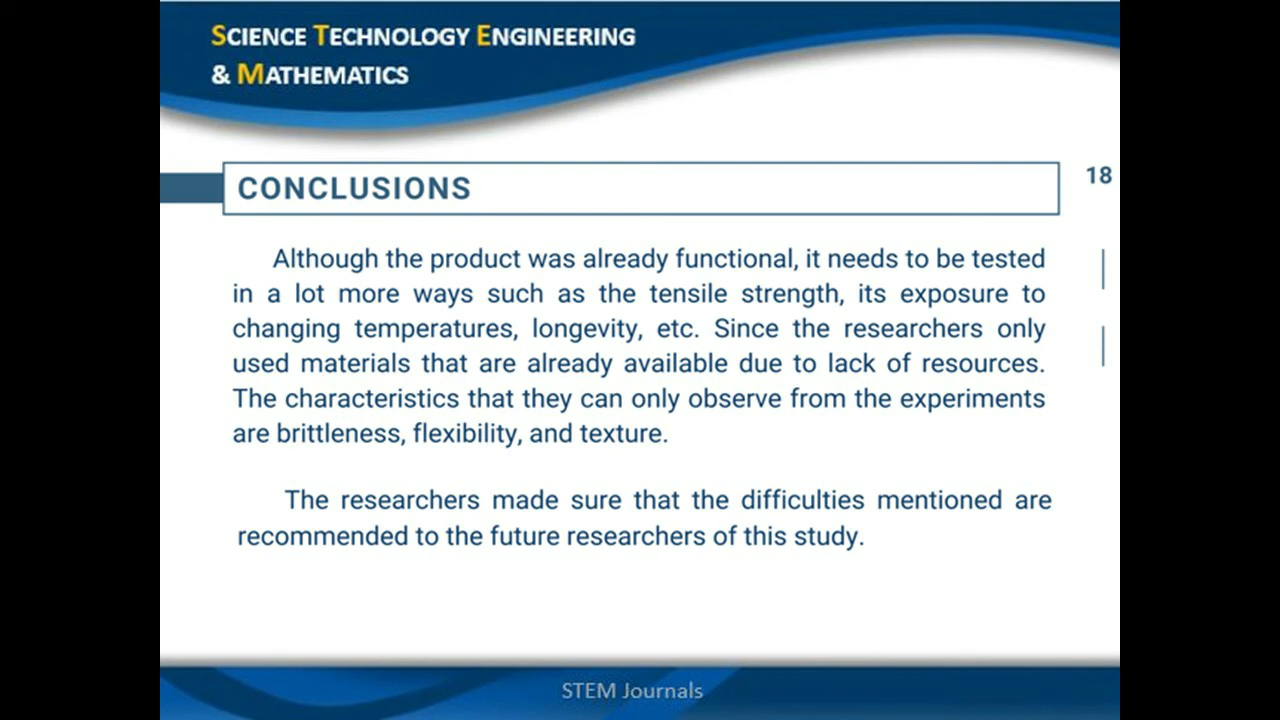 SCIENCE TECHNOLOGY ENGINEERING
& MATHEMATICS
CONCLUSIONS
18
Although the product was already functional, it needs to be tested
in a lot more ways such as the tensile strength, its exposure to
changing temperatures, longevity, etc. Since the researchers only
used materials that are already available due to lack of resources.
The characteristics that they can only observe from the experiments
are brittleness, flexibility, and texture.
The researchers made sure that the difficulties mentioned are
recommended to the future researchers of this study.
STEM Journals